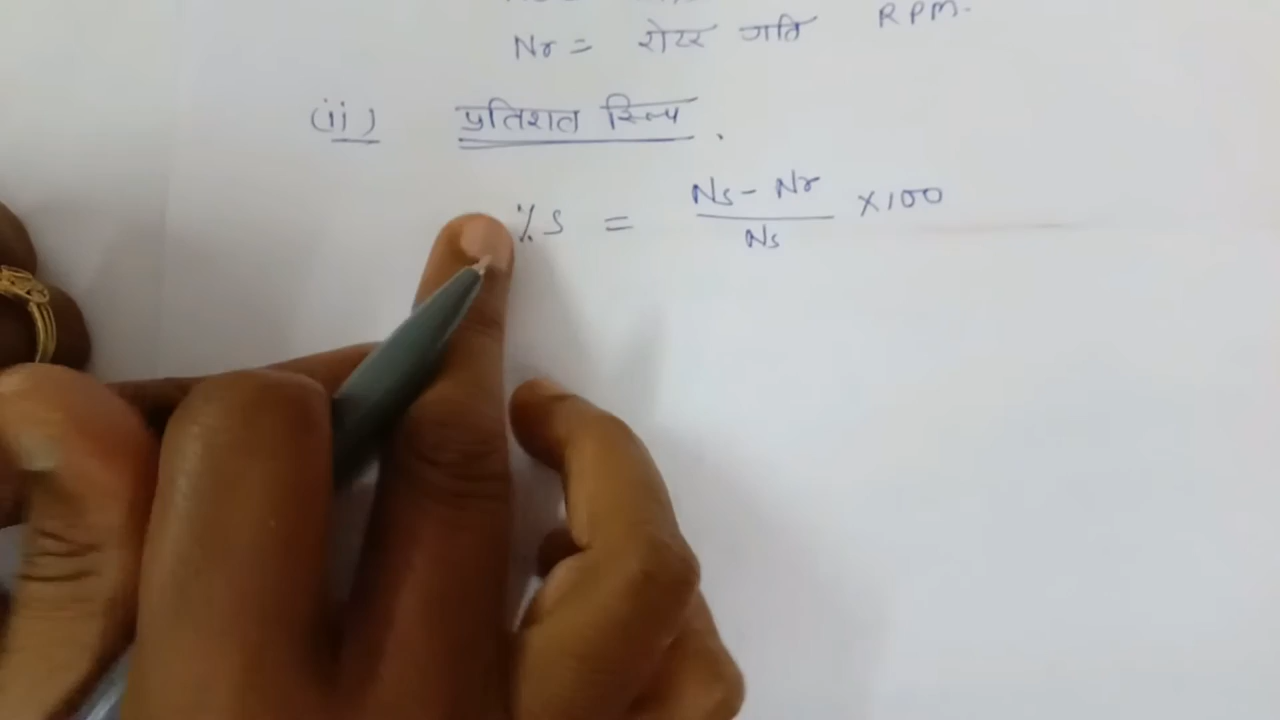 Nr = रोटर गति RPM.
(ii) प्रतिशत स्लिप .
%S = Ns - Nr / Ns ×100